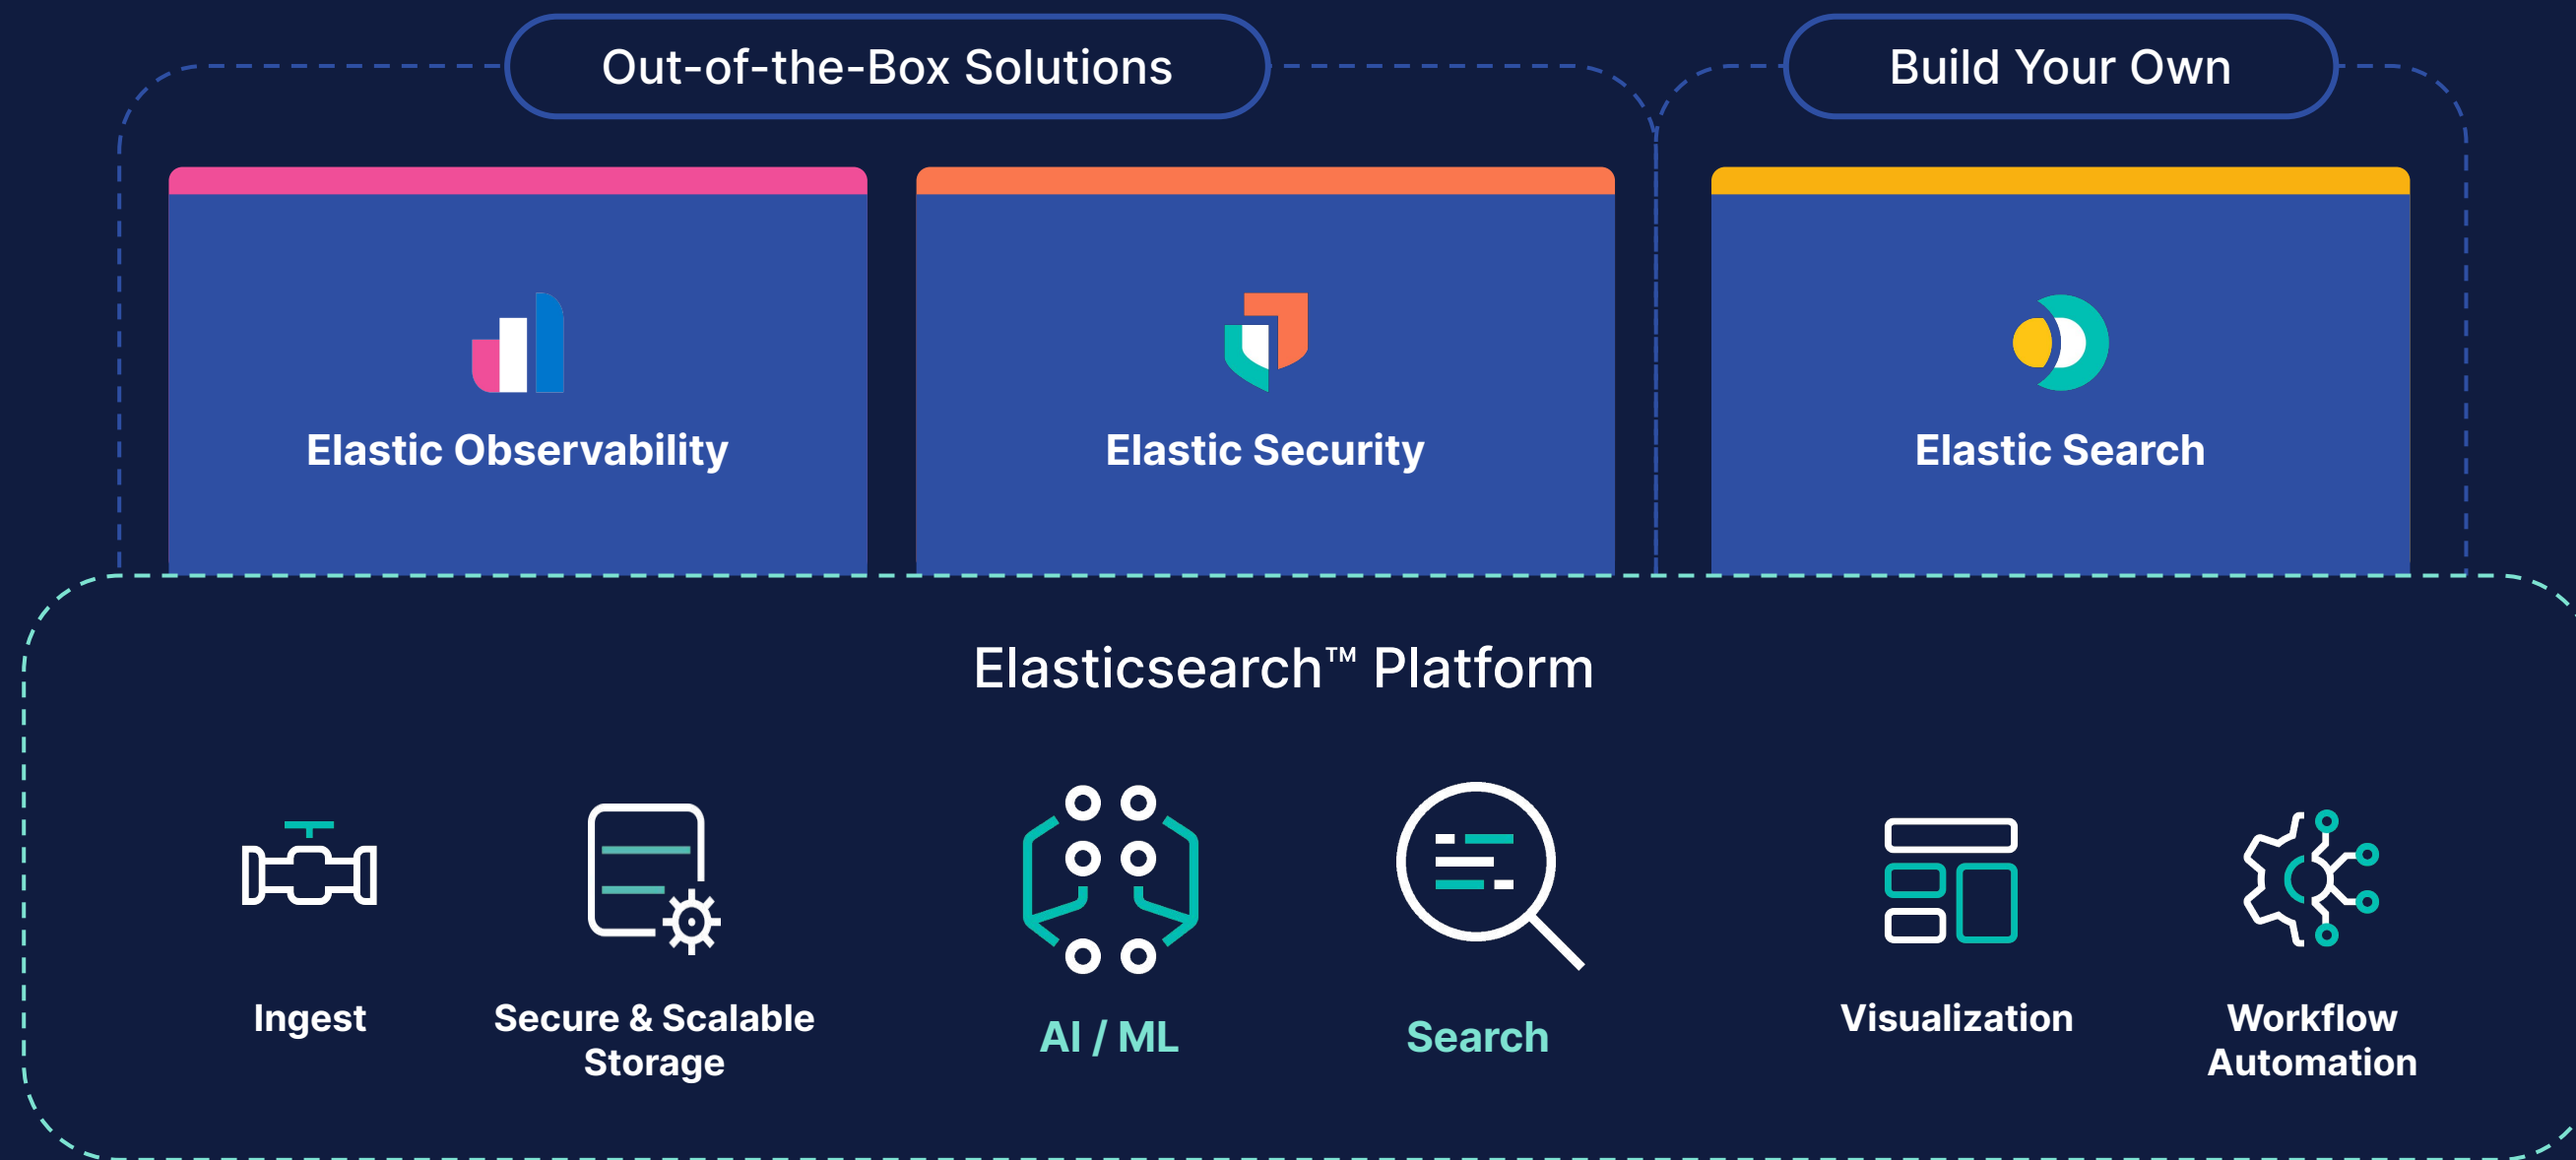 Out-of-the-Box Solutions
Build Your Own
Elastic Observability
Elastic Security
Elastic Search
Elasticsearch™ Platform
Ingest
Secure & Scalable
Storage
AI / ML
Search
Visualization
Workflow
Automation